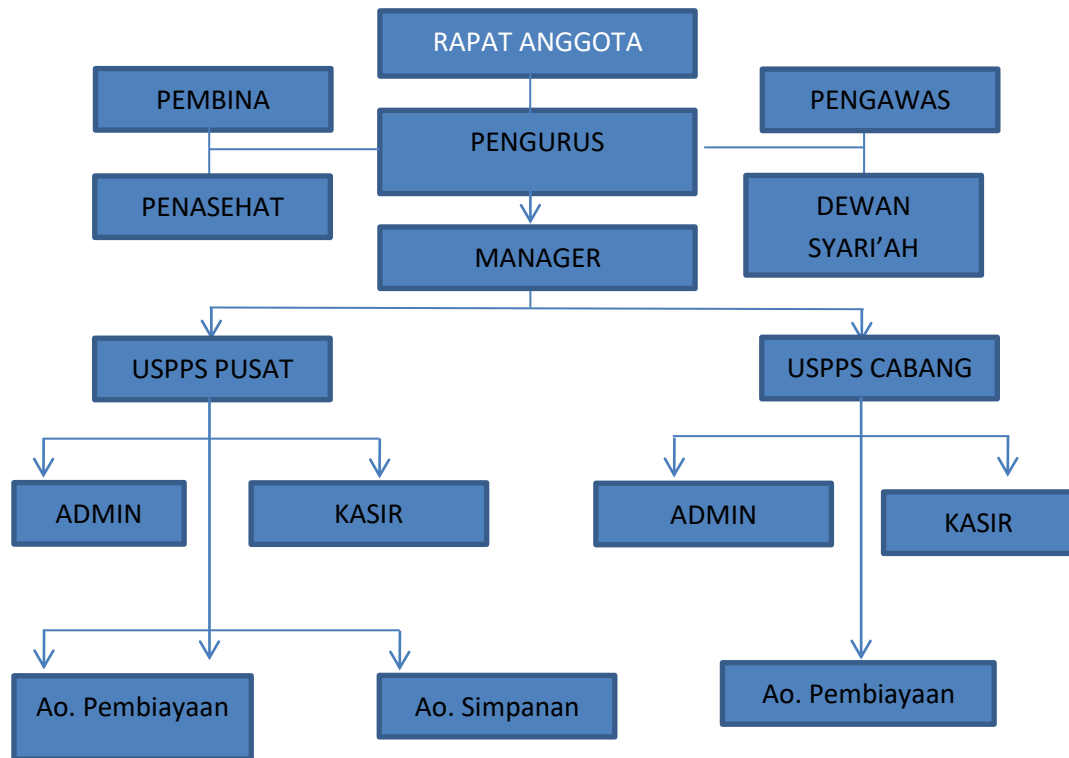 RAPAT ANGGOTA
PEMBINA
PENGAWAS
PENGURUS
PENASEHAT
DEWAN
SYARI’AH
MANAGER
USPPS PUSAT
USPPS CABANG
ADMIN
KASIR
ADMIN
KASIR
Ao. Pembiayaan
Ao. Simpanan
Ao. Pembiayaan